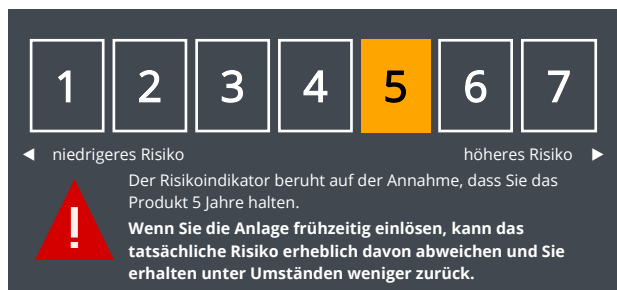 1 2 3 4 5 6 7
niedrigeres Risiko höheres Risiko
Der Risikoindikator beruht auf der Annahme, dass Sie das
Produkt 5 Jahre halten.
!
Wenn Sie die Anlage frühzeitig einlösen, kann das
tatsächliche Risiko erheblich davon abweichen und Sie
erhalten unter Umständen weniger zurück.